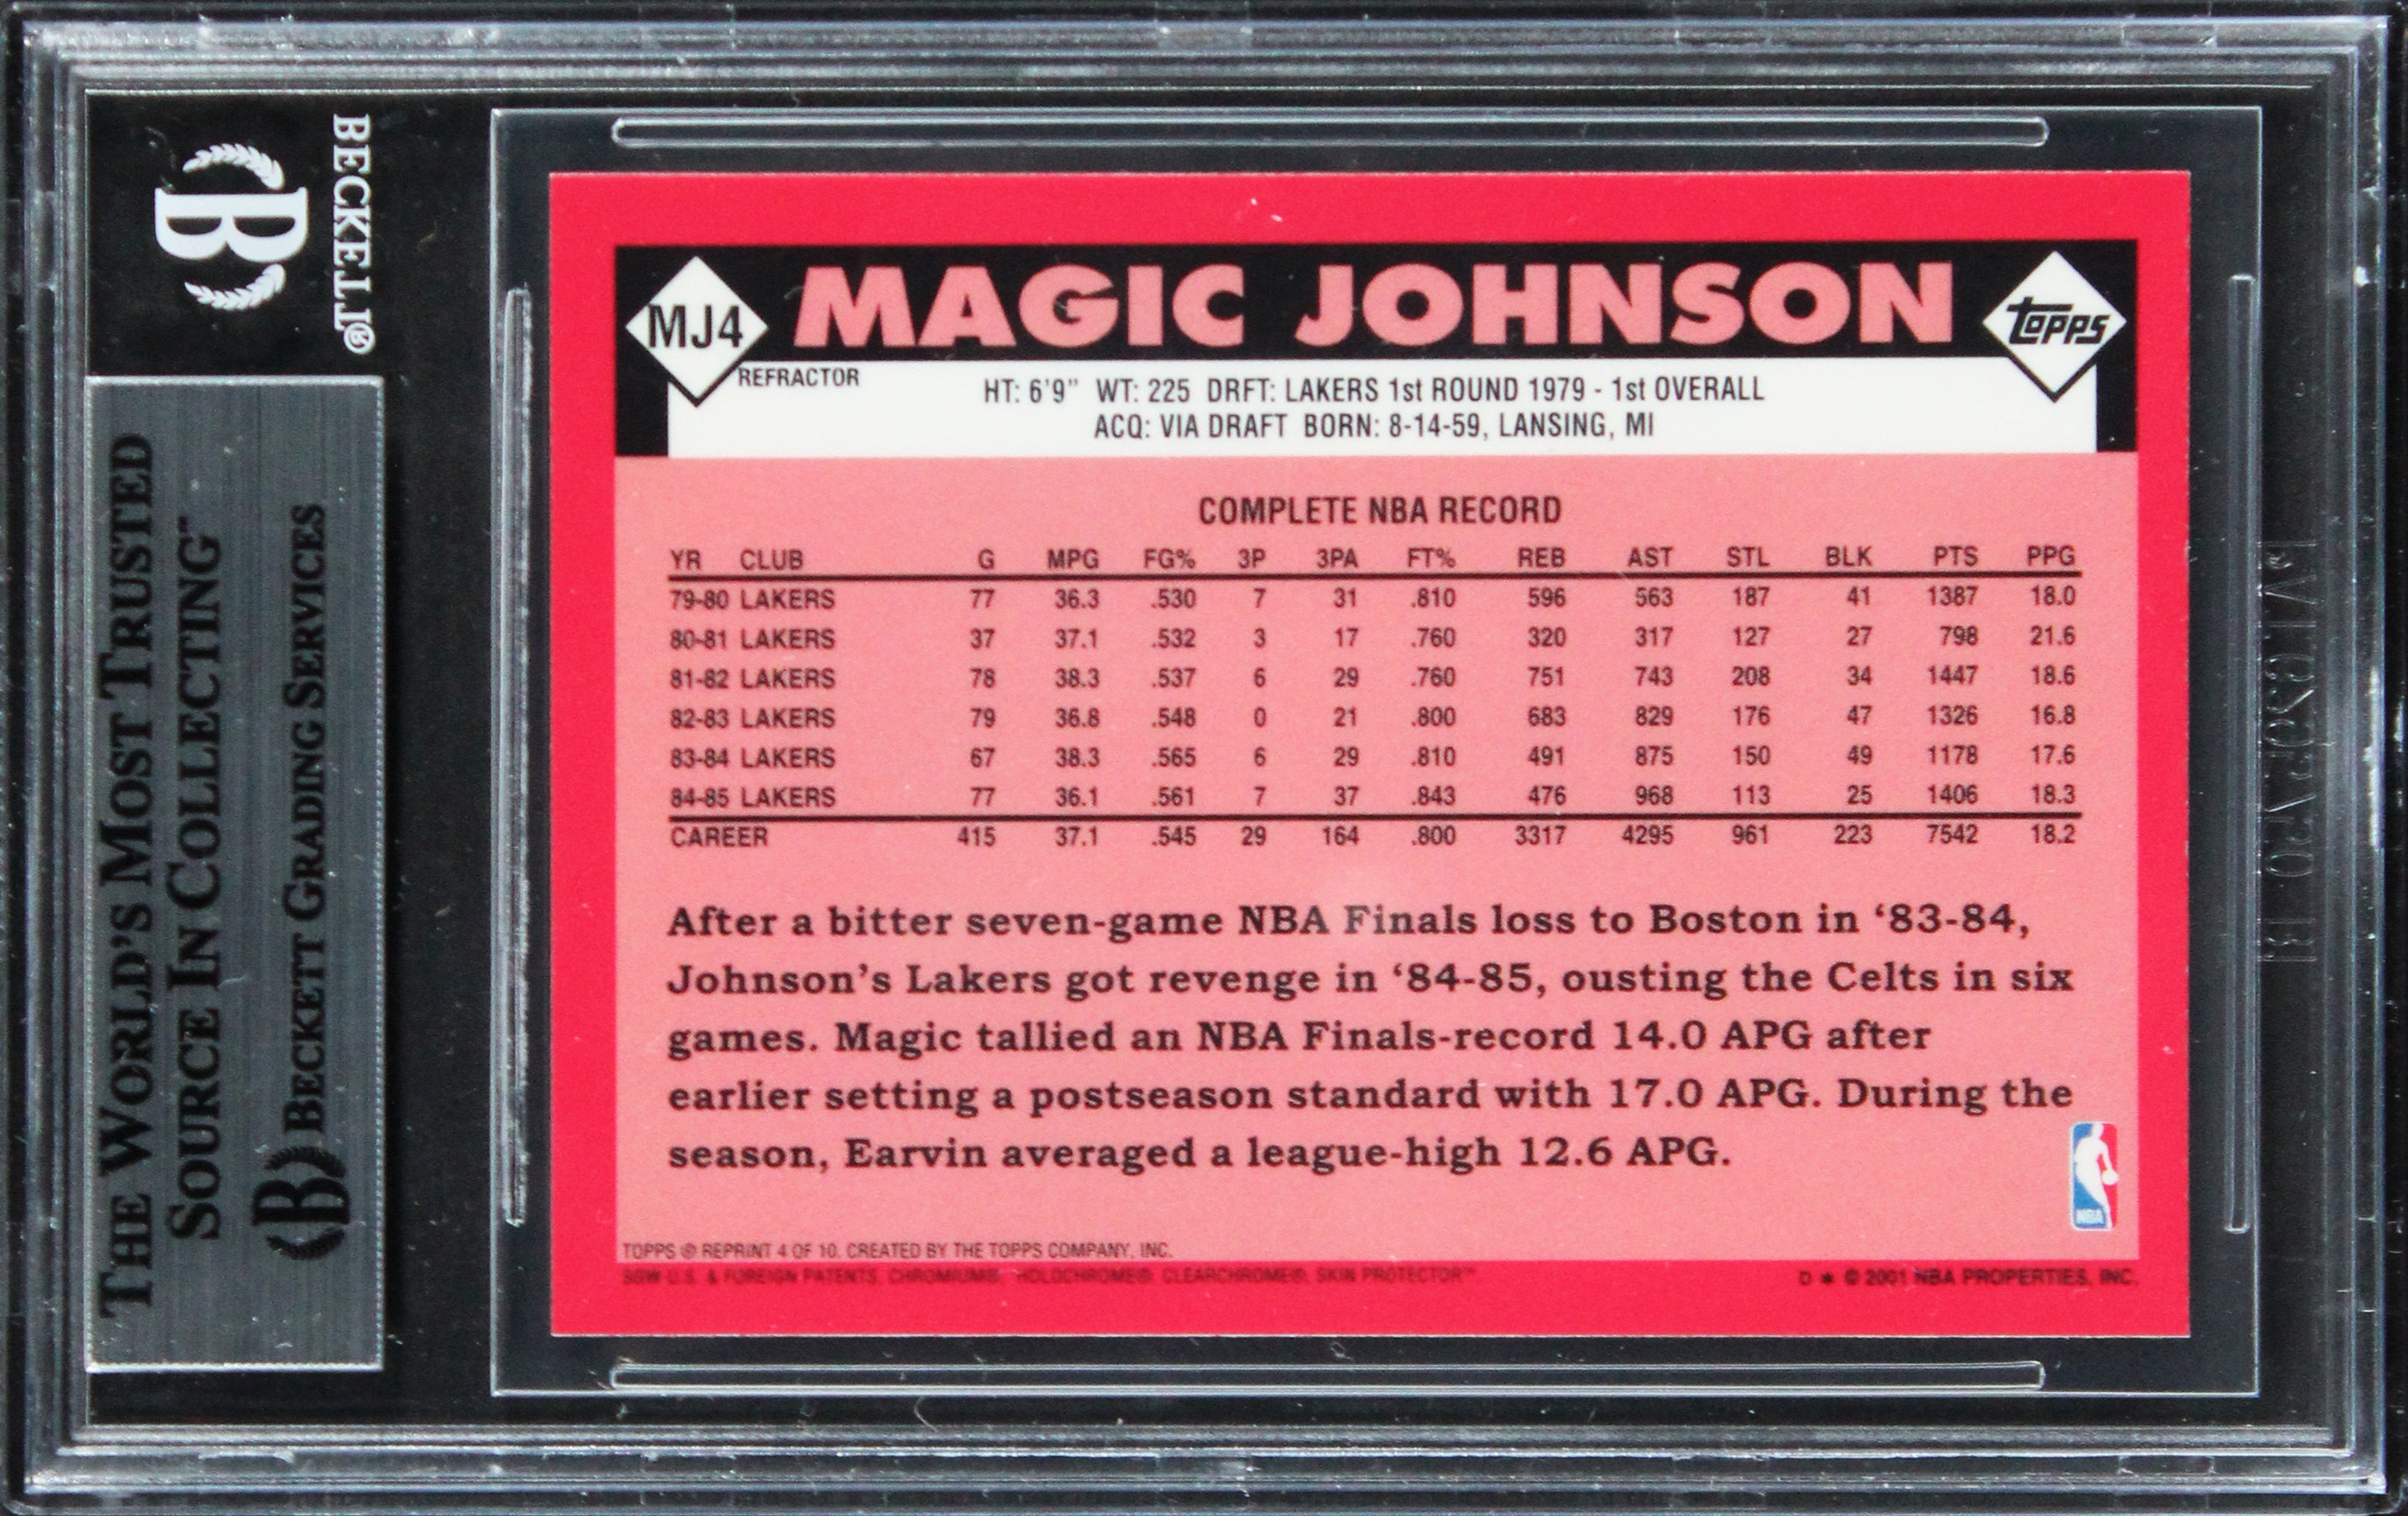 BECKETT®
B
THE WORLD'S MOST TRUSTED
SOURCE IN COLLECTING™
B BECKETT GRADING SERVICES
MJ4 MAGIC JOHNSON TOPPS
REFRACTOR
HT: 6'9" WT: 225 DRFT: LAKERS 1st ROUND 1979 - 1st OVERALL
ACQ: VIA DRAFT BORN: 8-14-59, LANSING, MI
COMPLETE NBA RECORD
YR CLUB G MPG FG% 3P 3PA FT% REB AST STL BLK PTS PPG
79-80 LAKERS 77 36.3 .530 7 31 .810 596 563 187 41 1387 18.0
80-81 LAKERS 37 37.1 .532 3 17 .760 320 317 127 27 798 21.6
81-82 LAKERS 78 38.3 .537 6 29 .760 751 743 208 34 1447 18.6
82-83 LAKERS 79 36.8 .548 0 21 .800 683 829 176 47 1326 16.8
83-84 LAKERS 67 38.3 .565 6 29 .810 491 875 150 49 1178 17.6
84-85 LAKERS 77 36.1 .561 7 37 .843 476 968 113 25 1406 18.3
CAREER 415 37.1 .545 29 164 .800 3317 4295 961 223 7542 18.2
After a bitter seven-game NBA Finals loss to Boston in '83-84,
Johnson's Lakers got revenge in '84-85, ousting the Celts in six
games. Magic tallied an NBA Finals-record 14.0 APG after
earlier setting a postseason standard with 17.0 APG. During the
season, Earvin averaged a league-high 12.6 APG.
NBA
TOPPS ® REPRINT 4 OF 10. CREATED BY THE TOPPS COMPANY, INC.
SGW U.S. & FOREIGN PATENTS. CHROMIUM®, HOLOCHROME®, CLEARCHROME®, SKIN PROTECTOR™
D * © 2001 NBA PROPERTIES, INC.